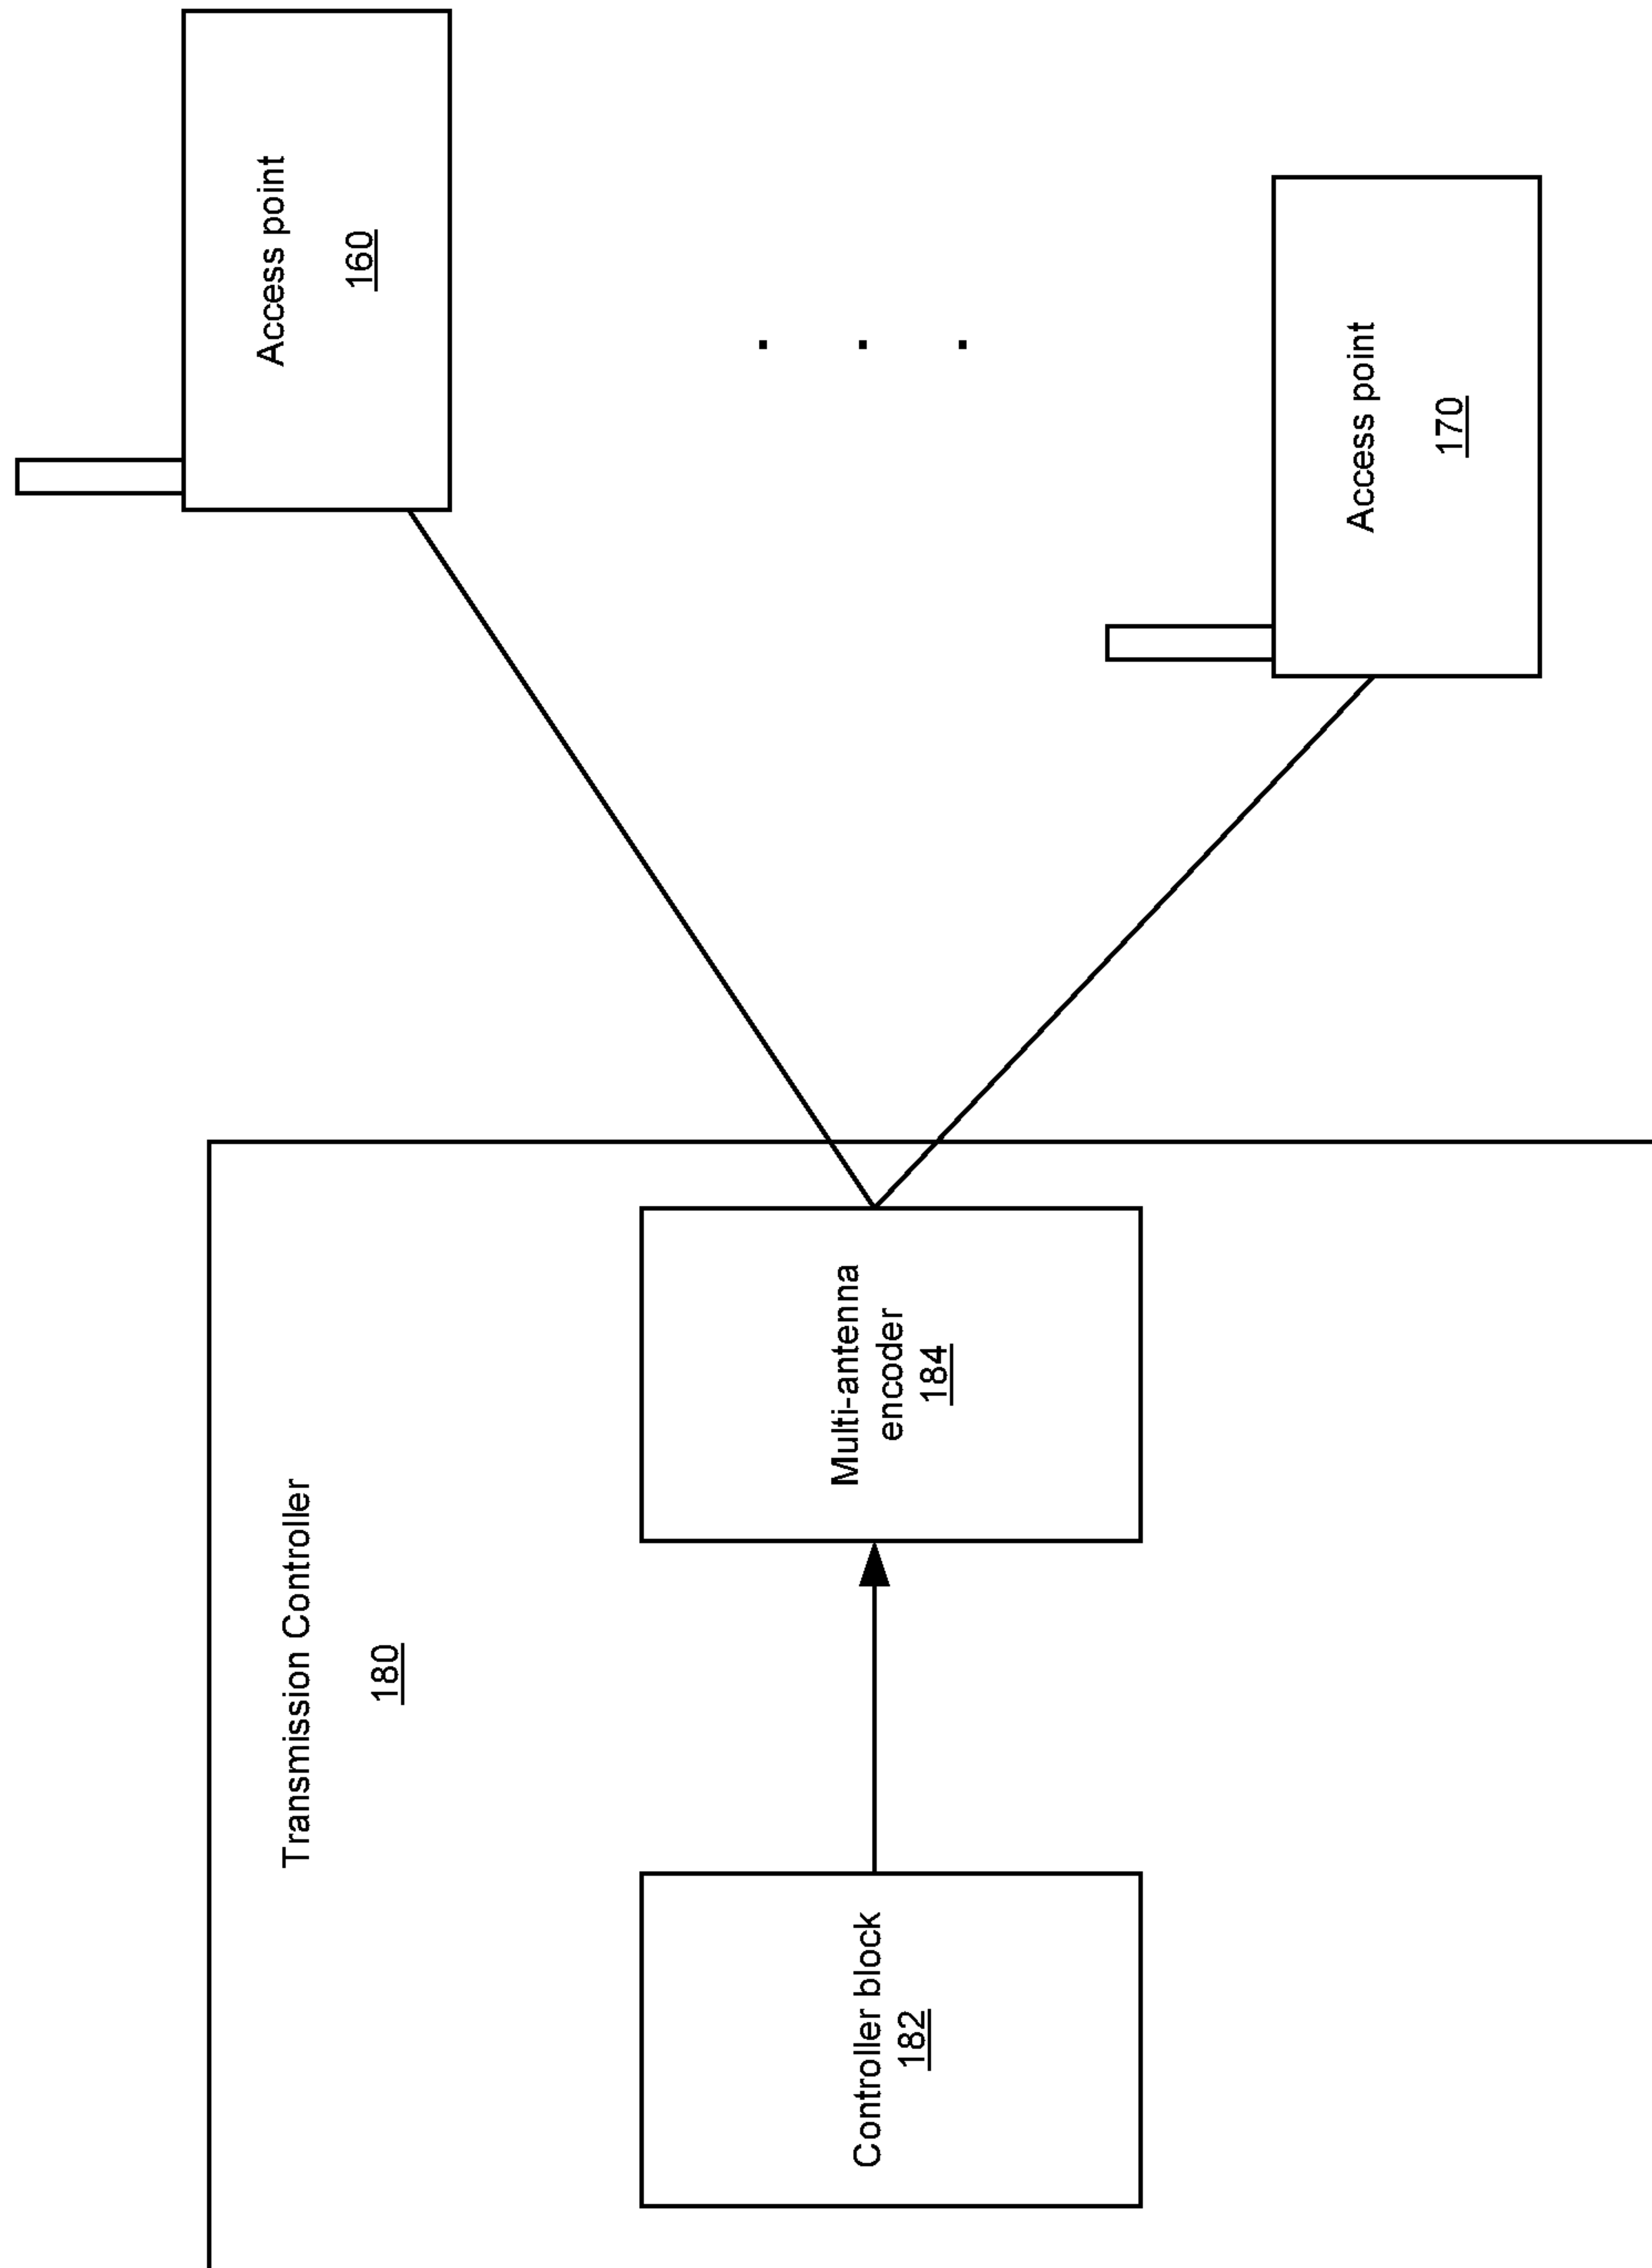 Transmission Controller
180
Controller block
182
Multi-antenna
encoder
184
Access point
160
Access point
170